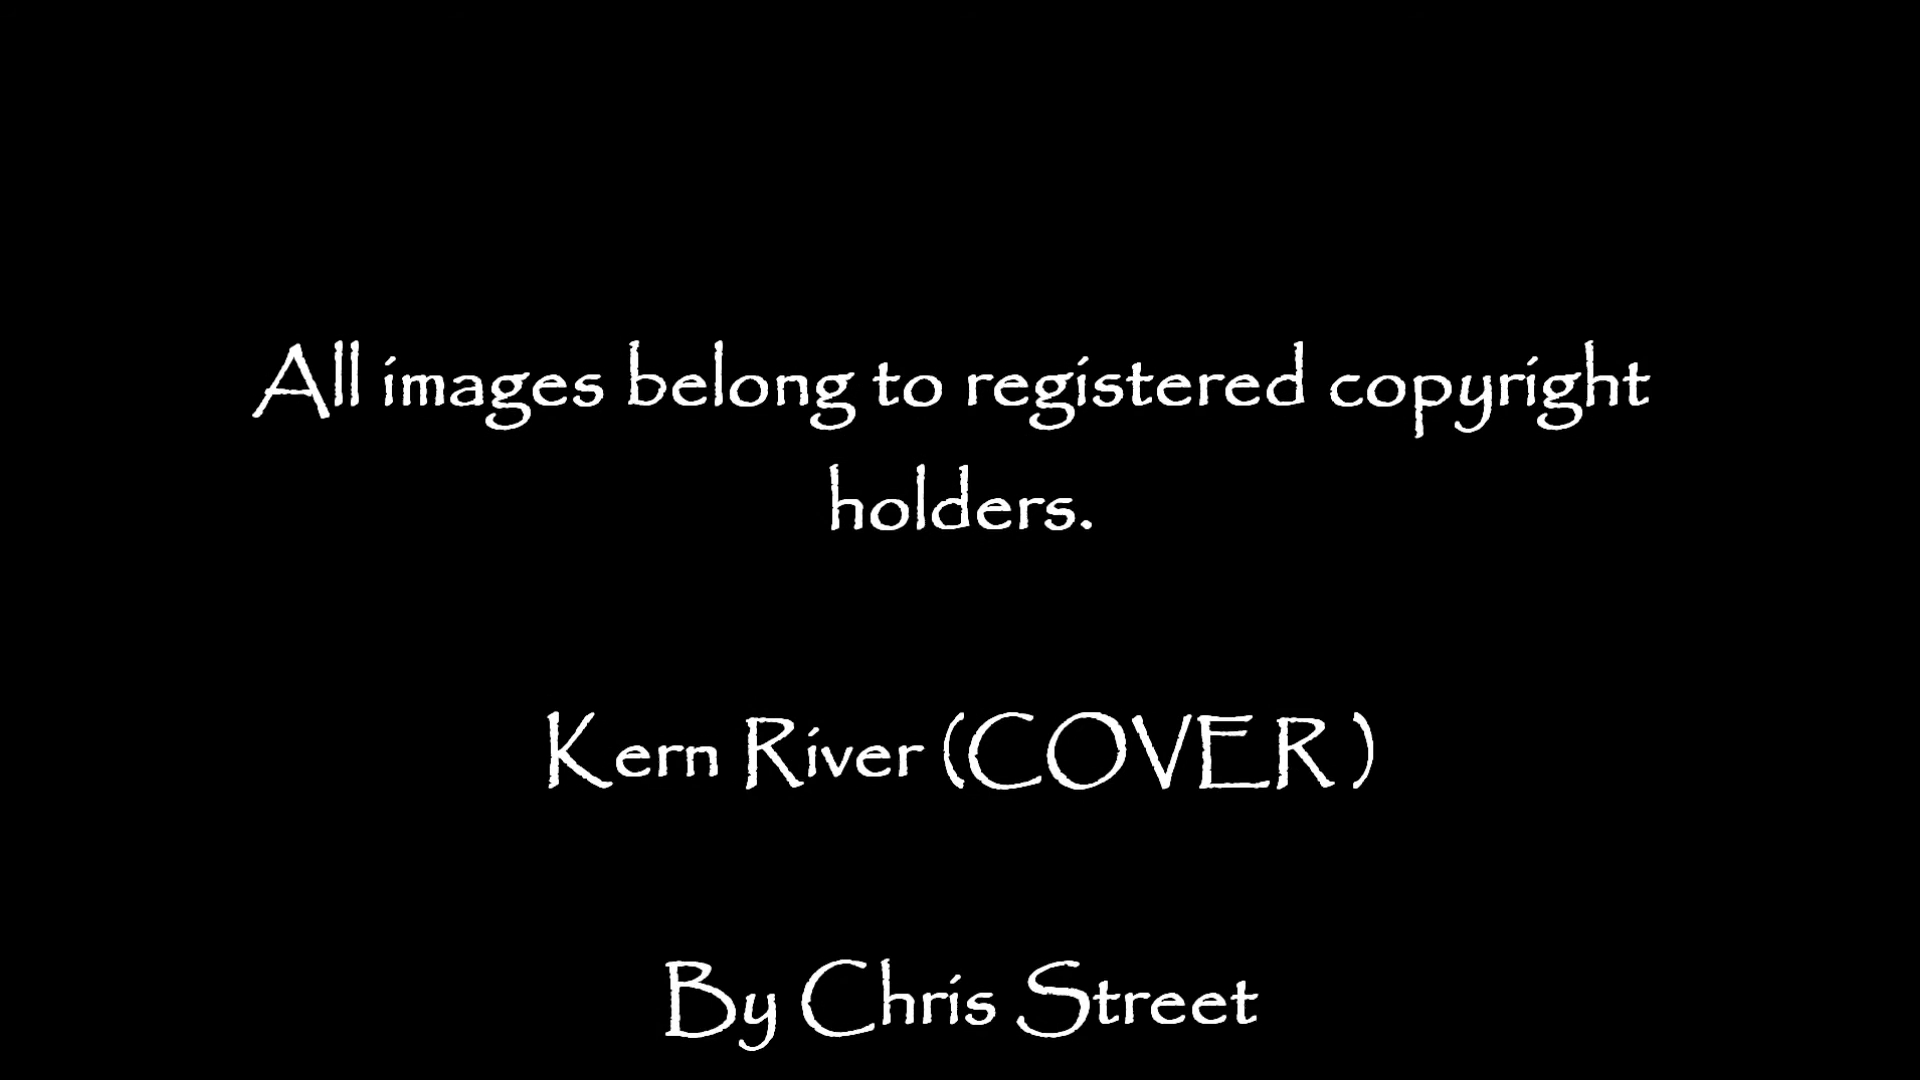 All images belong to registered copyright
holders.
Kern River (COVER )
By Chris Street